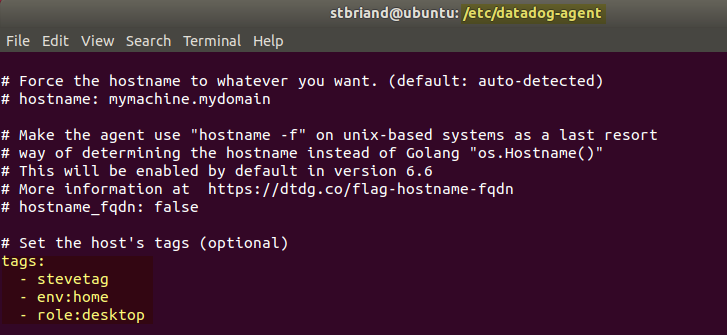 stbriand@ubuntu: /etc/datadog-agent
File Edit View Search Terminal Help
# Force the hostname to whatever you want. (default: auto-detected)
# hostname: mymachine.mydomain
# Make the agent use "hostname -f" on unix-based systems as a last resort
# way of determining the hostname instead of Golang "os.Hostname()"
# This will be enabled by default in version 6.6
# More information at  https://dtdg.co/flag-hostname-fqdn
# hostname_fqdn: false
# Set the host's tags (optional)
tags:
  - stevetag
  - env:home
  - role:desktop